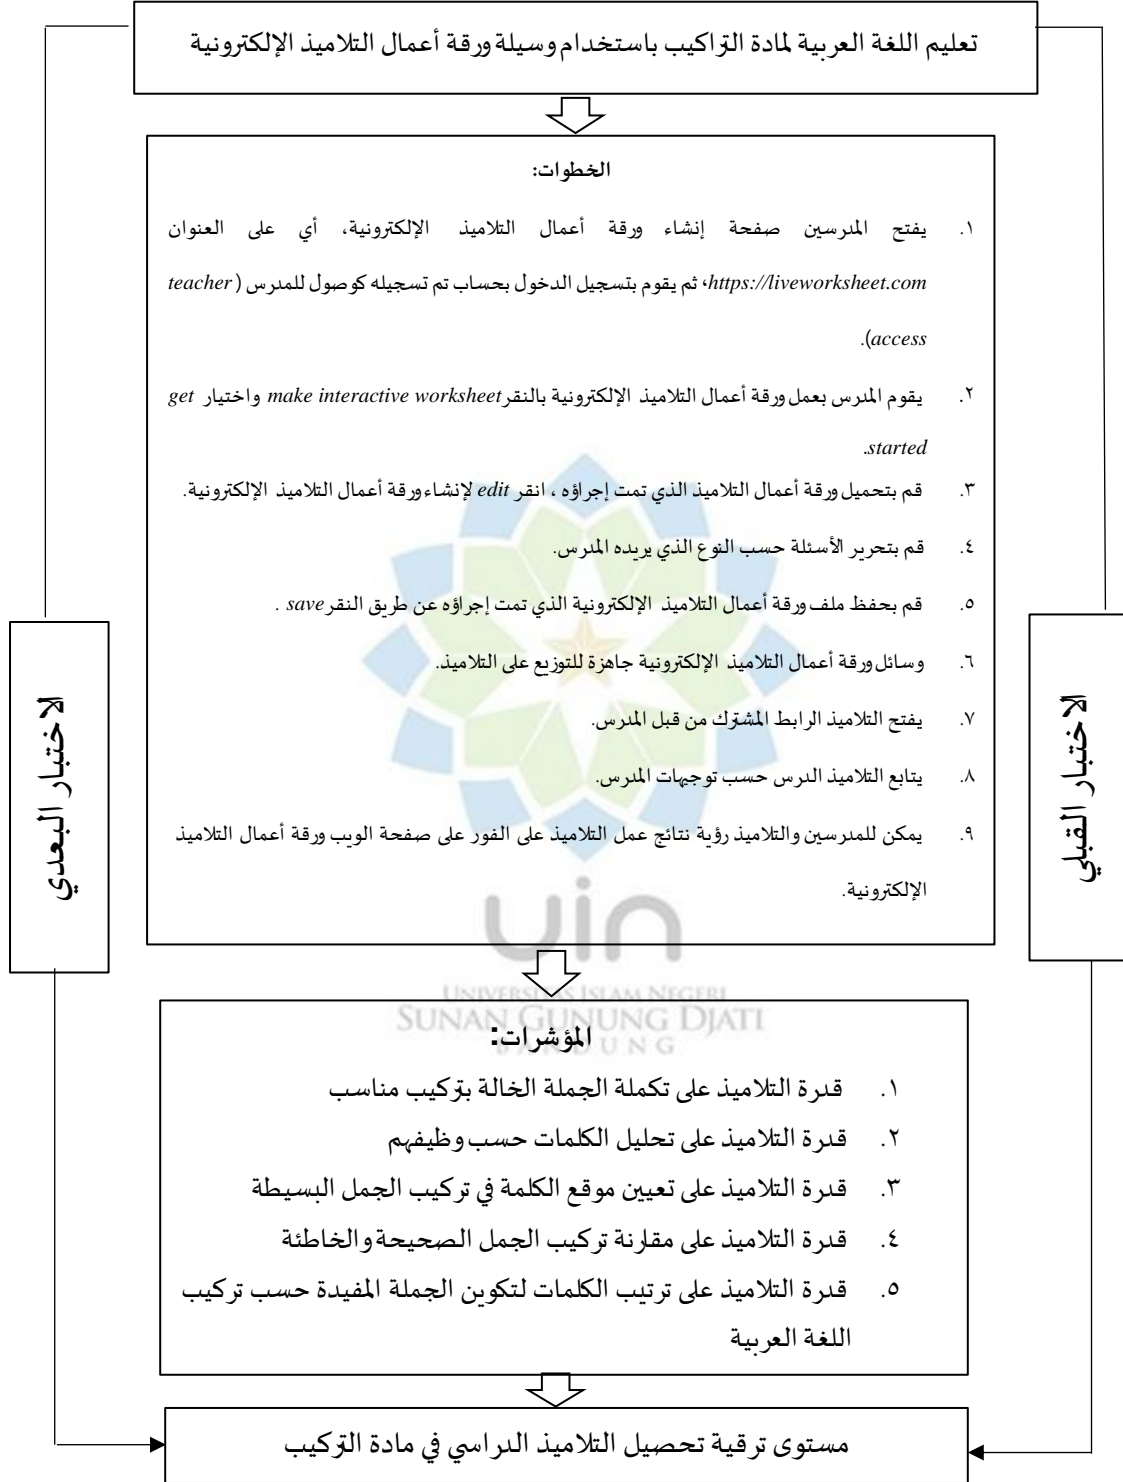 تعليم اللغة العربية لمادة التراكيب باستخدام وسيلة ورقة أعمال التلاميذ الإلكترونية
الخطوات:
١. يفتح المدرسين صفحة إنشاء ورقة أعمال التلاميذ الإلكترونية، أي على العنوان
https://liveworksheet.com، ثم يقوم بتسجيل الدخول بحساب تم تسجيله كوصول للمدرس (teacher
access).
٢. يقوم المدرس بعمل ورقة أعمال التلاميذ الإلكترونية بالنقر make interactive worksheet واختيار get
started.
٣. قم بتحميل ورقة أعمال التلاميذ الذي تمت إجراؤه ، انقر edit لإنشاء ورقة أعمال التلاميذ الإلكترونية.
٤. قم بتحرير الأسئلة حسب النوع الذي يريده المدرس.
٥. قم بحفظ ملف ورقة أعمال التلاميذ الإلكترونية الذي تمت إجراؤه عن طريق النقر save .
٦. وسائل ورقة أعمال التلاميذ الإلكترونية جاهزة للتوزيع على التلاميذ.
٧. يفتح التلاميذ الرابط المشترك من قبل المدرس.
٨. يتابع التلاميذ الدرس حسب توجيهات المدرس.
٩. يمكن للمدرسين والتلاميذ رؤية نتائج عمل التلاميذ على الفور على صفحة الويب ورقة أعمال التلاميذ
الإلكترونية.
الاختبار القبلي
الاختبار البعدي
uin
UNIVERSITAS ISLAM NEGERI
SUNAN GUNUNG DJATI
BANDUNG
المؤشرات:
١. قدرة التلاميذ على تكملة الجملة الخالة بتركيب مناسب
٢. قدرة التلاميذ على تحليل الكلمات حسب وظيفهم
٣. قدرة التلاميذ على تعيين موقع الكلمة في تركيب الجمل البسيطة
٤. قدرة التلاميذ على مقارنة تركيب الجمل الصحيحة والخاطئة
٥. قدرة التلاميذ على ترتيب الكلمات لتكوين الجملة المفيدة حسب تركيب
اللغة العربية
مستوى ترقية تحصيل التلاميذ الدراسي في مادة التركيب